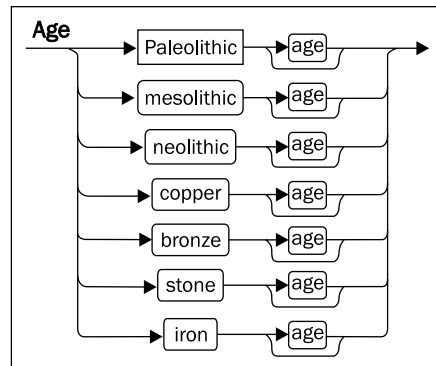 Age
Paleolithic age
mesolithic age
neolithic age
copper age
bronze age
stone age
iron age